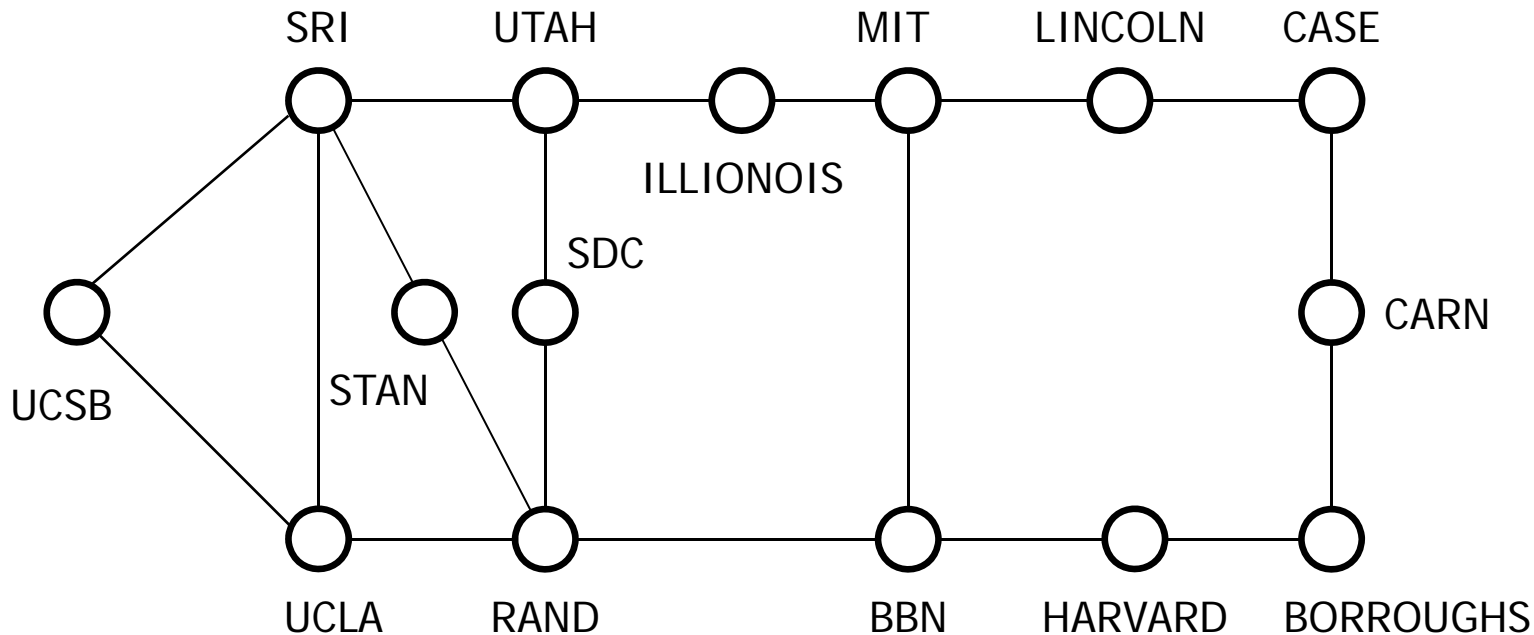 SRI
UTAH
MIT
LINCOLN
CASE
ILLIONOIS
SDC
CARN
STAN
UCSB
UCLA
RAND
BBN
HARVARD
BORROUGHS